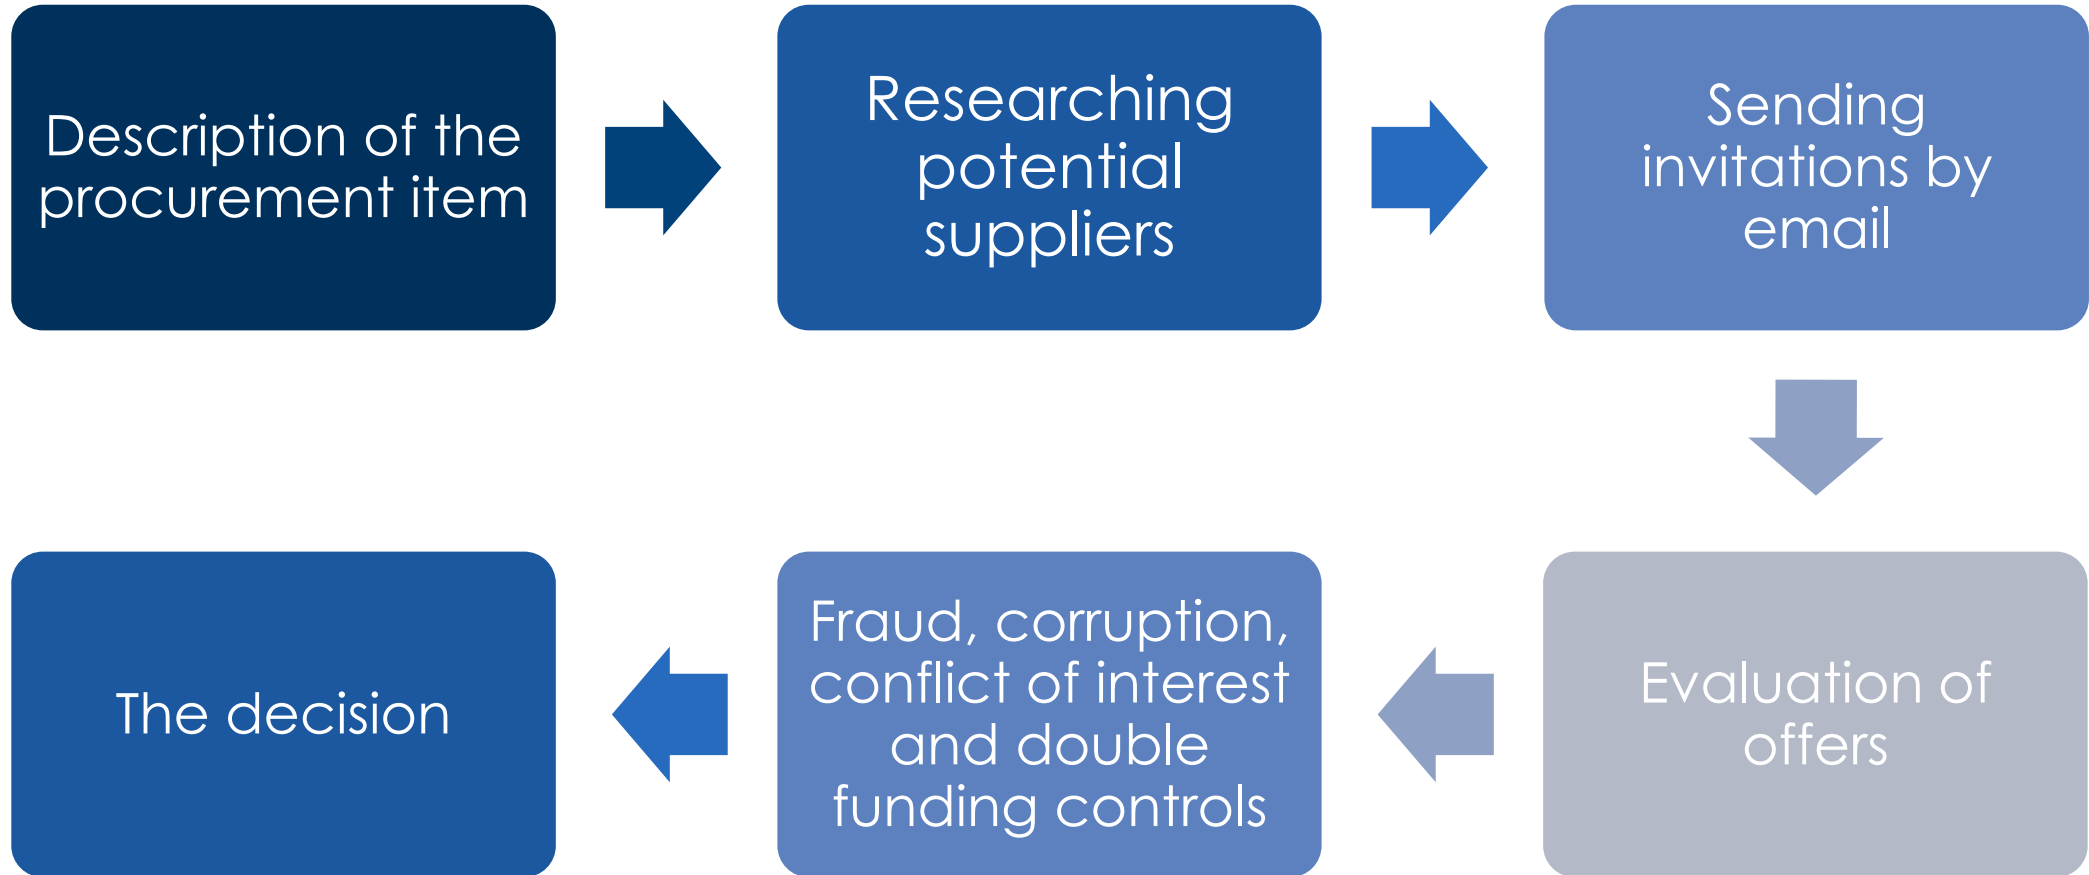 Description of the
procurement item
Researching
potential
suppliers
Sending
invitations by
email
Evaluation of
offers
Fraud, corruption,
conflict of interest
and double
funding controls
The decision